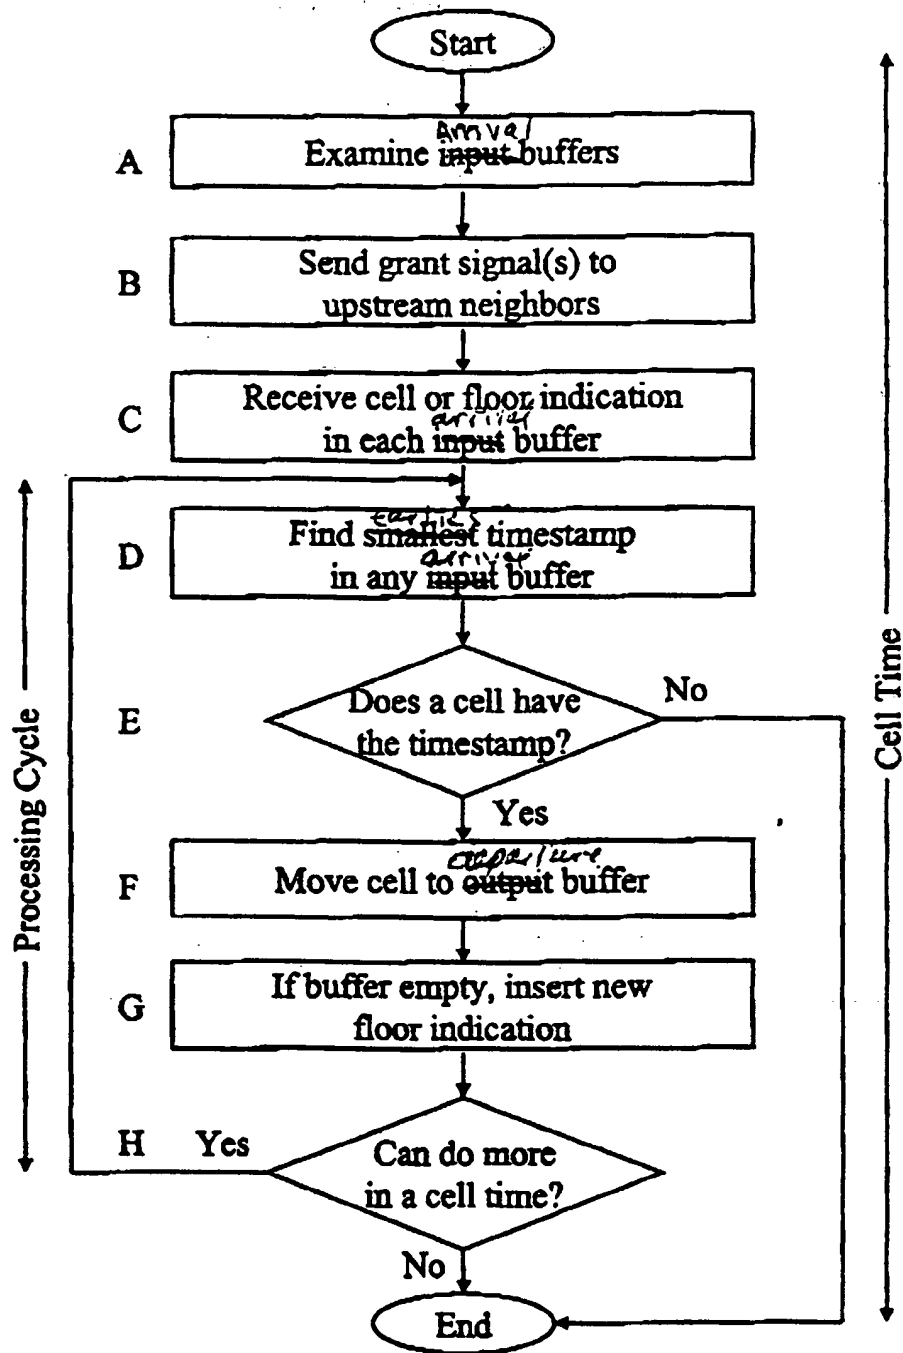 Start
Arrival
A
Examine input buffers
B
Send grant signal(s) to
upstream neighbors
C
Receive cell or floor indication
arrival
in each input buffer
D
earliest
Find smallest timestamp
arrival
in any input buffer
E
Does a cell have
the timestamp?
No
Yes
departure
F
Move cell to output buffer
G
If buffer empty, insert new
floor indication
H
Yes
Can do more
in a cell time?
No
End
Processing Cycle
Cell Time